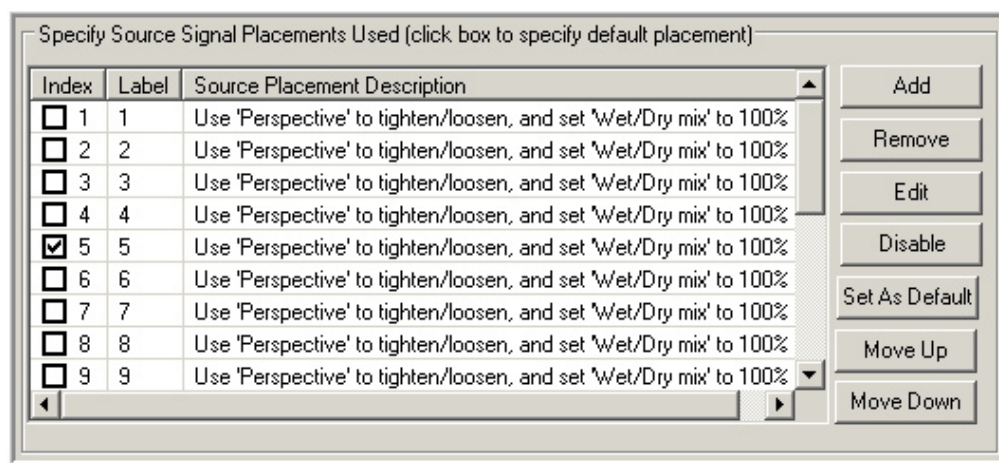 Specify Source Signal Placements Used (click box to specify default placement)
Index Label Source Placement Description
1 1 Use 'Perspective' to tighten/loosen, and set 'Wet/Dry mix' to 100%
2 2 Use 'Perspective' to tighten/loosen, and set 'Wet/Dry mix' to 100%
3 3 Use 'Perspective' to tighten/loosen, and set 'Wet/Dry mix' to 100%
4 4 Use 'Perspective' to tighten/loosen, and set 'Wet/Dry mix' to 100%
5 5 Use 'Perspective' to tighten/loosen, and set 'Wet/Dry mix' to 100%
6 6 Use 'Perspective' to tighten/loosen, and set 'Wet/Dry mix' to 100%
7 7 Use 'Perspective' to tighten/loosen, and set 'Wet/Dry mix' to 100%
8 8 Use 'Perspective' to tighten/loosen, and set 'Wet/Dry mix' to 100%
9 9 Use 'Perspective' to tighten/loosen, and set 'Wet/Dry mix' to 100%
Add
Remove
Edit
Disable
Set As Default
Move Up
Move Down